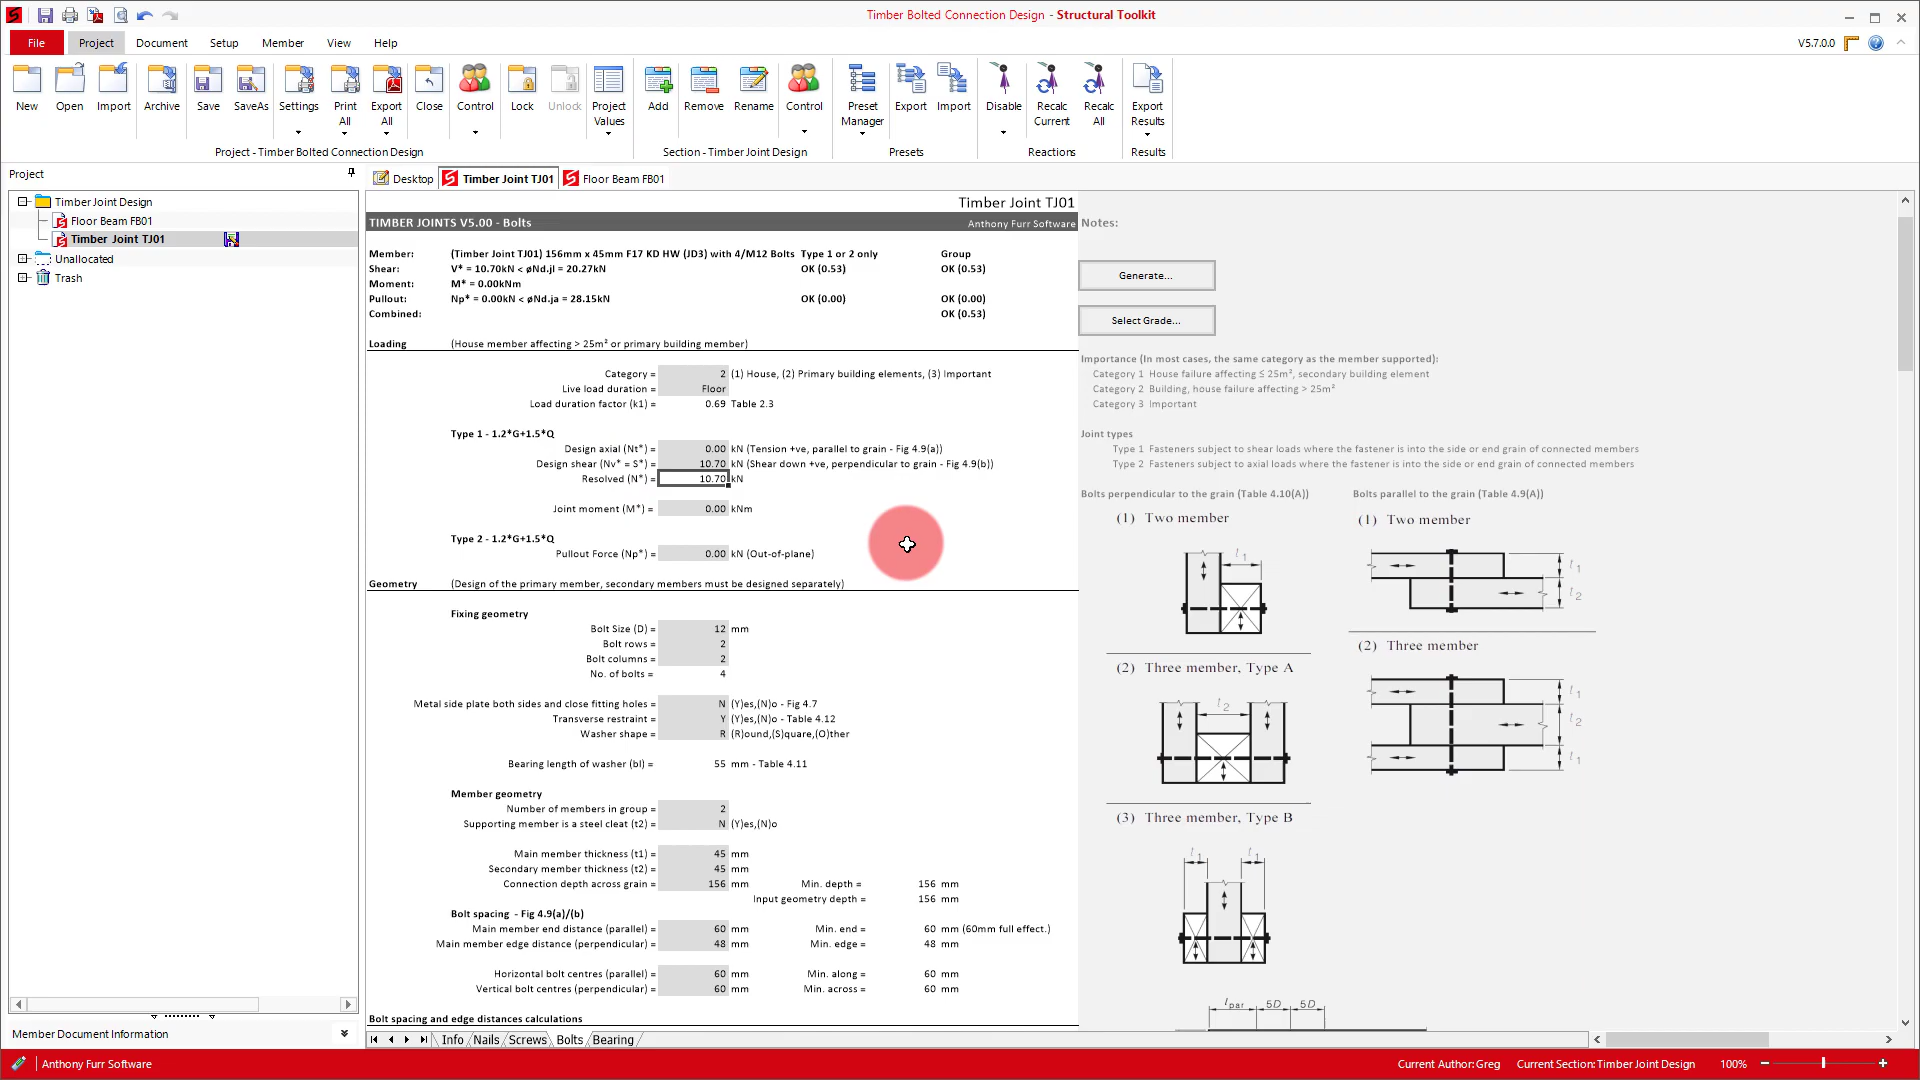 Timber Bolted Connection Design - Structural Toolkit
File Project Document Setup Member View Help V5.7.0.0
New Open Import Archive Save SaveAs Settings Print All Export All Close Control Lock Unlock Project Values Add Remove Rename Control Preset Manager Export Import Disable Recalc Current Recalc All Export Results
Project - Timber Bolted Connection Design Section - Timber Joint Design Presets Reactions Results
Project
Timber Joint Design
Floor Beam FB01
Timber Joint TJ01
Unallocated
Trash
Member Document Information
Desktop Timber Joint TJ01 Floor Beam FB01
Timber Joint TJ01
TIMBER JOINTS V5.00 - Bolts Anthony Furr Software
Member: (Timber Joint TJ01) 156mm x 45mm F17 KD HW (JD3) with 4/M12 Bolts Type 1 or 2 only Group
Shear: V* = 10.70kN < øNd.jl = 20.27kN OK (0.53) OK (0.53)
Moment: M* = 0.00kNm
Pullout: Np* = 0.00kN < øNd.ja = 28.15kN OK (0.00) OK (0.00)
Combined: OK (0.53)
Loading (House member affecting > 25m² or primary building member)
Category = 2 (1) House, (2) Primary building elements, (3) Important
Live load duration = Floor
Load duration factor (k1) = 0.69 Table 2.3
Type 1 - 1.2*G+1.5*Q
Design axial (Nt*) = 0.00 kN (Tension +ve, parallel to grain - Fig 4.9(a))
Design shear (Nv* = S*) = 10.70 kN (Shear down +ve, perpendicular to grain - Fig 4.9(b))
Resolved (N*) = 10.70 kN
Joint moment (M*) = 0.00 kNm
Type 2 - 1.2*G+1.5*Q
Pullout Force (Np*) = 0.00 kN (Out-of-plane)
Geometry (Design of the primary member, secondary members must be designed separately)
Fixing geometry
Bolt Size (D) = 12 mm
Bolt rows = 2
Bolt columns = 2
No. of bolts = 4
Metal side plate both sides and close fitting holes = N (Y)es,(N)o - Fig 4.7
Transverse restraint = Y (Y)es,(N)o - Table 4.12
Washer shape = R (R)ound,(S)quare,(O)ther
Bearing length of washer (bl) = 55 mm - Table 4.11
Member geometry
Number of members in group = 2
Supporting member is a steel cleat (t2) = N (Y)es,(N)o
Main member thickness (t1) = 45 mm
Secondary member thickness (t2) = 45 mm
Connection depth across grain = 156 mm Min. depth = 156 mm
Input geometry depth = 156 mm
Bolt spacing - Fig 4.9(a)/(b)
Main member end distance (parallel) = 60 mm Min. end = 60 mm (60mm full effect.)
Main member edge distance (perpendicular) = 48 mm Min. edge = 48 mm
Horizontal bolt centres (parallel) = 60 mm Min. along = 60 mm
Vertical bolt centres (perpendicular) = 60 mm Min. across = 60 mm
Bolt spacing and edge distances calculations
Notes:
Generate...
Select Grade...
Importance (In most cases, the same category as the member supported):
Category 1 House failure affecting ≤ 25m², secondary building element
Category 2 Building, house failure affecting > 25m²
Category 3 Important
Joint types
Type 1 Fasteners subject to shear loads where the fastener is into the side or end grain of connected members
Type 2 Fasteners subject to axial loads where the fastener is into the side or end grain of connected members
Bolts perpendicular to the grain (Table 4.10(A)) Bolts parallel to the grain (Table 4.9(A))
(1) Two member (1) Two member
l1 l1
l2
(2) Three member, Type A (2) Three member
l2 l1
l2
l1
(3) Three member, Type B
l1 l1
lpar 5D 5D
Info Nails Screws Bolts Bearing
Anthony Furr Software Current Author: Greg Current Section: Timber Joint Design 100%